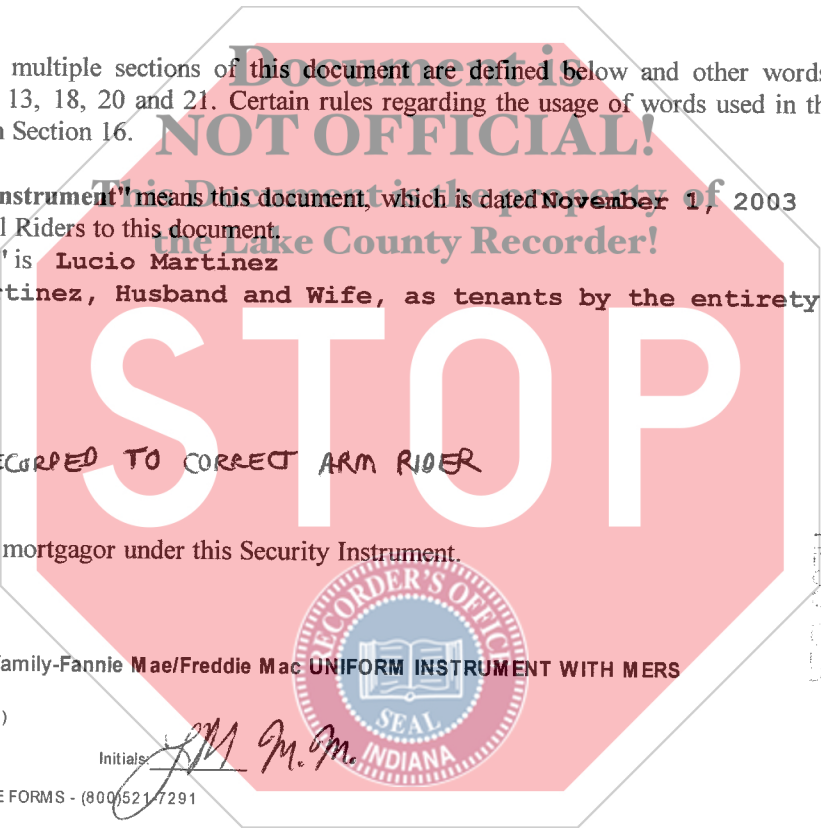 Document is
multiple sections of this document are defined below and other words
13, 18, 20 and 21. Certain rules regarding the usage of words used in th
NOT OFFICIAL!
Section 16.
This Document is the property of
nstrument" means this document, which is dated November 1, 2003
l Riders to this document.
the Lake County Recorder!
" is Lucio Martinez
tinez, Husband and Wife, as tenants by the entirety
STOP
ECORDED TO CORRECT ARM RIDER
mortgagor under this Security Instrument.
RECORDER'S OFFICE
amily-Fannie Mae/Freddie Mac UNIFORM INSTRUMENT WITH MERS
)
SEAL
INDIANA
Initials: LM M.M.
E FORMS - (800)521-7291